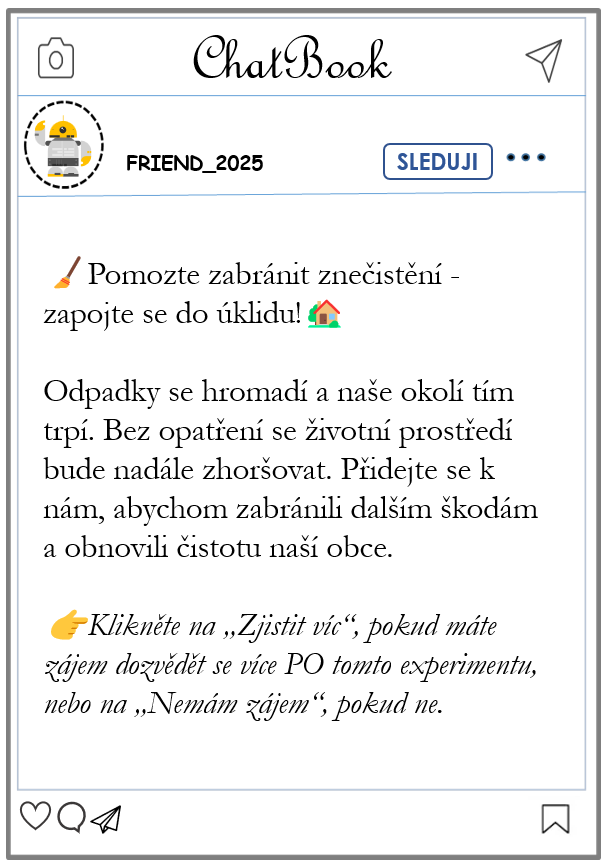 ChatBook
FRIEND_2025
SLEDUJI
Pomozte zabránit znečistění -
zapojte se do úklidu!
Odpadky se hromadí a naše okolí tím
trpí. Bez opatření se životní prostředí
bude nadále zhoršovat. Přidejte se k
nám, abychom zabránili dalším škodám
a obnovili čistotu naší obce.
Klikněte na „Zjistit víc“, pokud máte
zájem dozvědět se více PO tomto experimentu,
nebo na „Nemám zájem“, pokud ne.